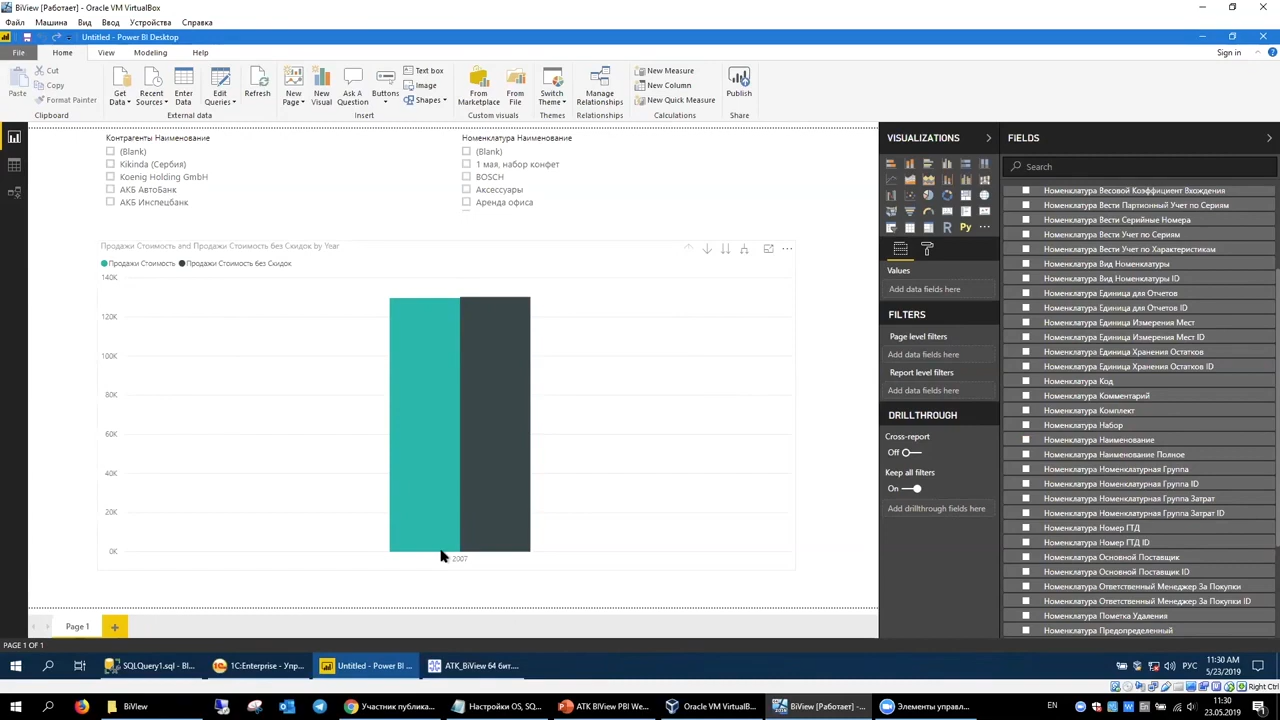 BiView [Работает] - Oracle VM VirtualBox
Файл Машина Вид Ввод Устройства Справка
Untitled - Power BI Desktop
File Home View Modeling Help Sign in
Paste
Cut
Copy
Format Painter
Clipboard
Get Data
Recent Sources
Enter Data
Edit Queries
Refresh
External data
New Page
New Visual
Ask A Question
Buttons
Text box
Image
Shapes
Insert
From Marketplace
From File
Custom visuals
Switch Theme
Themes
Manage Relationships
Relationships
New Measure
New Column
New Quick Measure
Calculations
Publish
Share
Контрагенты Наименование
(Blank)
Kikinda (Сербия)
Koenig Holding GmbH
АКБ АвтоБанк
АКБ Инспецбанк
Номенклатура Наименование
(Blank)
1 мая, набор конфет
BOSCH
Аксессуары
Аренда офиса
Продажи Стоимость and Продажи Стоимость без Скидок by Year
Продажи Стоимость Продажи Стоимость без Скидок
140K
120K
100K
80K
60K
40K
20K
0K
2007
VISUALIZATIONS
R Py
Values
Add data fields here
FILTERS
Page level filters
Add data fields here
Report level filters
Add data fields here
DRILLTHROUGH
Cross-report
Off
Keep all filters
On
Add drillthrough fields here
FIELDS
Search
Номенклатура Весовой Коэффициент Вхождения
Номенклатура Вести Партионный Учет по Сериям
Номенклатура Вести Серийные Номера
Номенклатура Вести Учет по Сериям
Номенклатура Вести Учет по Характеристикам
Номенклатура Вид Номенклатуры
Номенклатура Вид Номенклатуры ID
Номенклатура Единица для Отчетов
Номенклатура Единица для Отчетов ID
Номенклатура Единица Измерения Мест
Номенклатура Единица Измерения Мест ID
Номенклатура Единица Хранения Остатков
Номенклатура Единица Хранения Остатков ID
Номенклатура Код
Номенклатура Комментарий
Номенклатура Комплект
Номенклатура Набор
Номенклатура Наименование
Номенклатура Наименование Полное
Номенклатура Номенклатурная Группа
Номенклатура Номенклатурная Группа ID
Номенклатура Номенклатурная Группа Затрат
Номенклатура Номенклатурная Группа Затрат ID
Номенклатура Номер ГТД
Номенклатура Номер ГТД ID
Номенклатура Основной Поставщик
Номенклатура Основной Поставщик ID
Номенклатура Ответственный Менеджер За Покупки
Номенклатура Ответственный Менеджер За Покупки ID
Номенклатура Пометка Удаления
Номенклатура Предопределенный
Page 1
PAGE 1 OF 1
SQLQuery1.sql - BI... 1C:Enterprise - Упр... Untitled - Power BI ... ATK_BiView 64 бит.... РУС 11:30 AM
5/23/2019
Right Ctrl
BiView Участник публика... Настройки OS, SQ... ATK BIView PBI We... Oracle VM VirtualB... BiView [Работает] -... Элементы управл... EN 11:30
23.05.2019